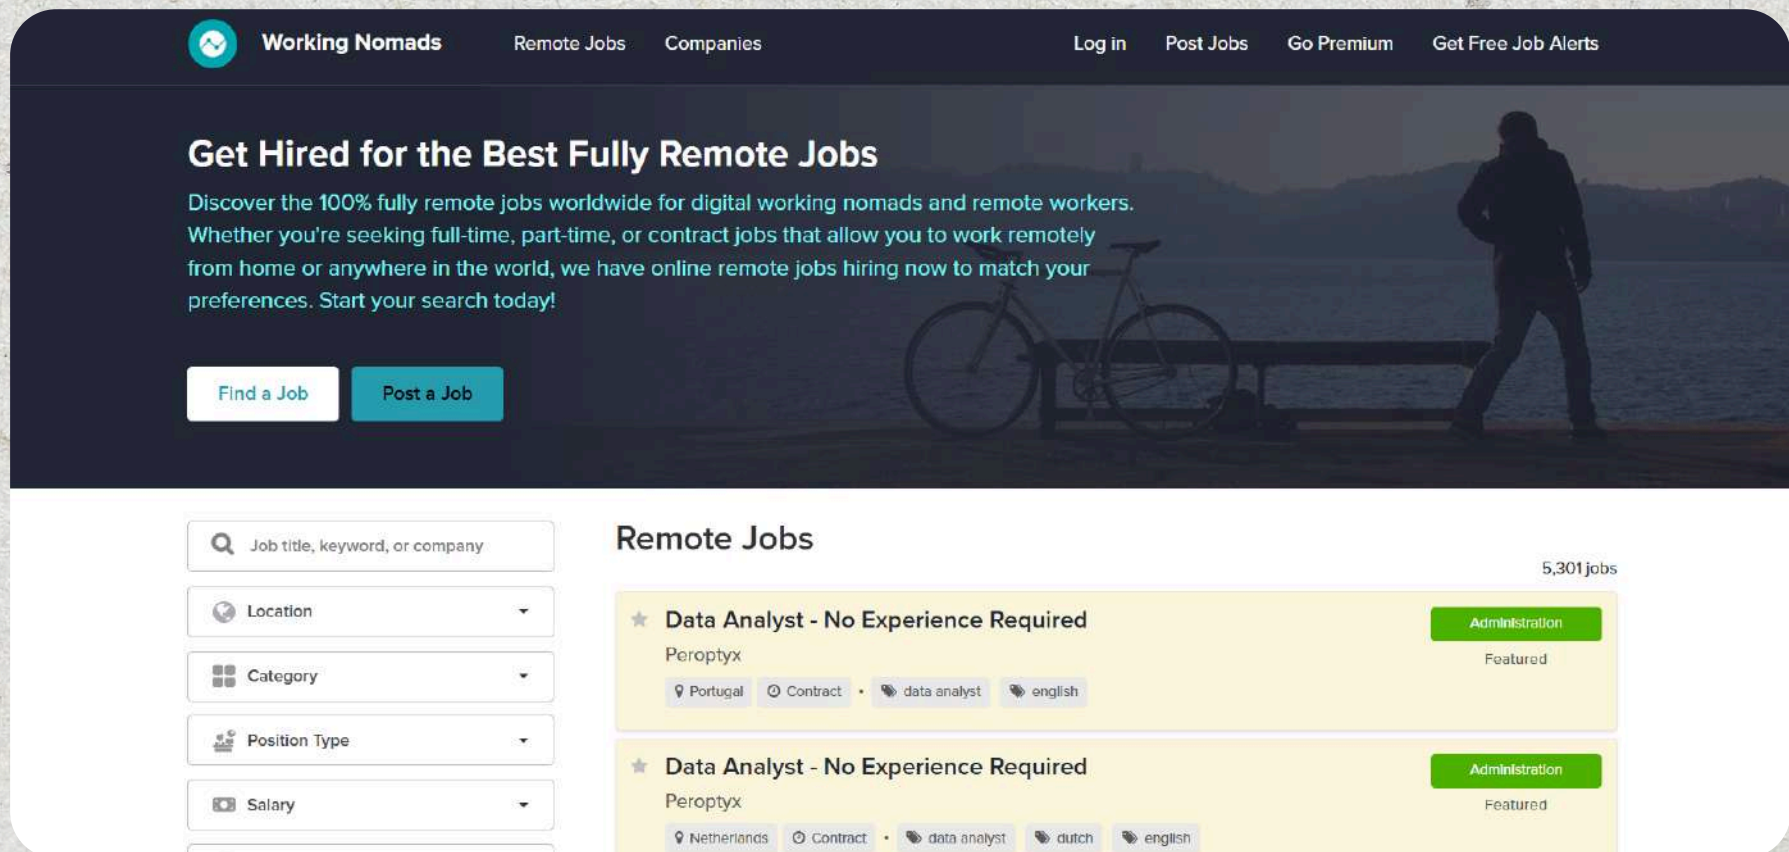 Working Nomads
Remote Jobs
Companies
Log in
Post Jobs
Go Premium
Get Free Job Alerts
Get Hired for the Best Fully Remote Jobs
Discover the 100% fully remote jobs worldwide for digital working nomads and remote workers.
Whether you're seeking full-time, part-time, or contract jobs that allow you to work remotely
from home or anywhere in the world, we have online remote jobs hiring now to match your
preferences. Start your search today!
Find a Job
Post a Job
Job title, keyword, or company
Location
Category
Position Type
Salary
Remote Jobs
5,301 jobs
Data Analyst - No Experience Required
Administration
Peroptyx
Featured
Portugal Contract • data analyst english
Data Analyst - No Experience Required
Administration
Peroptyx
Featured
Netherlands Contract • data analyst dutch english